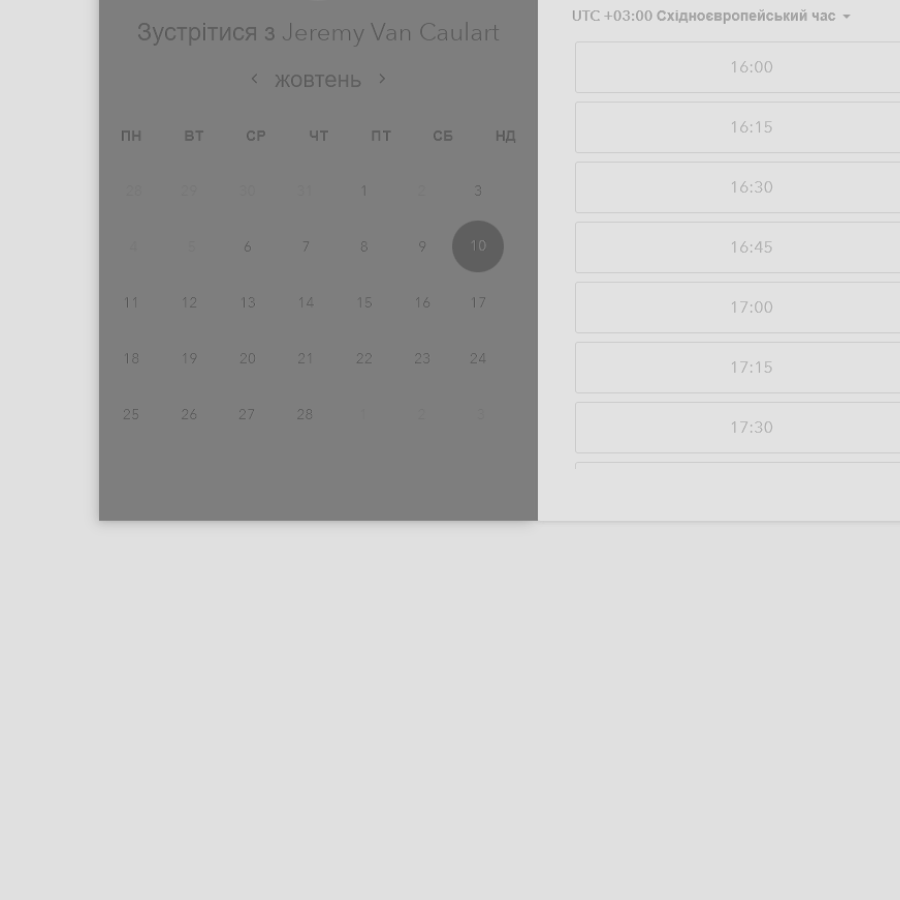 Зустрітися з Jeremy Van Caulart
жовтень
ПН ВТ СР ЧТ ПТ СБ НД
28 29 30 31 1 2 3
4 5 6 7 8 9 10
11 12 13 14 15 16 17
18 19 20 21 22 23 24
25 26 27 28 1 2 3
UTC +03:00 Східноєвропейський час
16:00
16:15
16:30
16:45
17:00
17:15
17:30